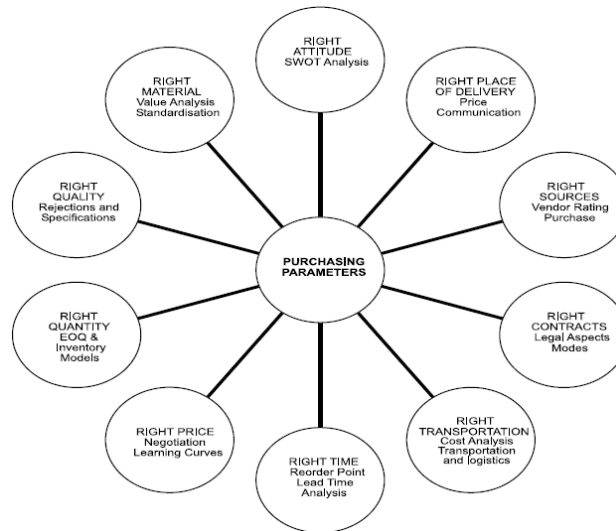 RIGHT
ATTITUDE
SWOT Analysis
RIGHT
MATERIAL
Value Analysis
Standardisation
RIGHT PLACE
OF DELIVERY
Price
Communication
RIGHT
QUALITY
Rejections and
Specifications
RIGHT
SOURCES
Vendor Rating
Purchase
PURCHASING
PARAMETERS
RIGHT
QUANTITY
EOQ &
Inventory
Models
RIGHT
CONTRACTS
Legal Aspects
Modes
RIGHT PRICE
Negotiation
Learning Curves
RIGHT TIME
Reorder Point
Lead Time
Analysis
RIGHT
TRANSPORTATION
Cost Analysis
Transportation
and logistics